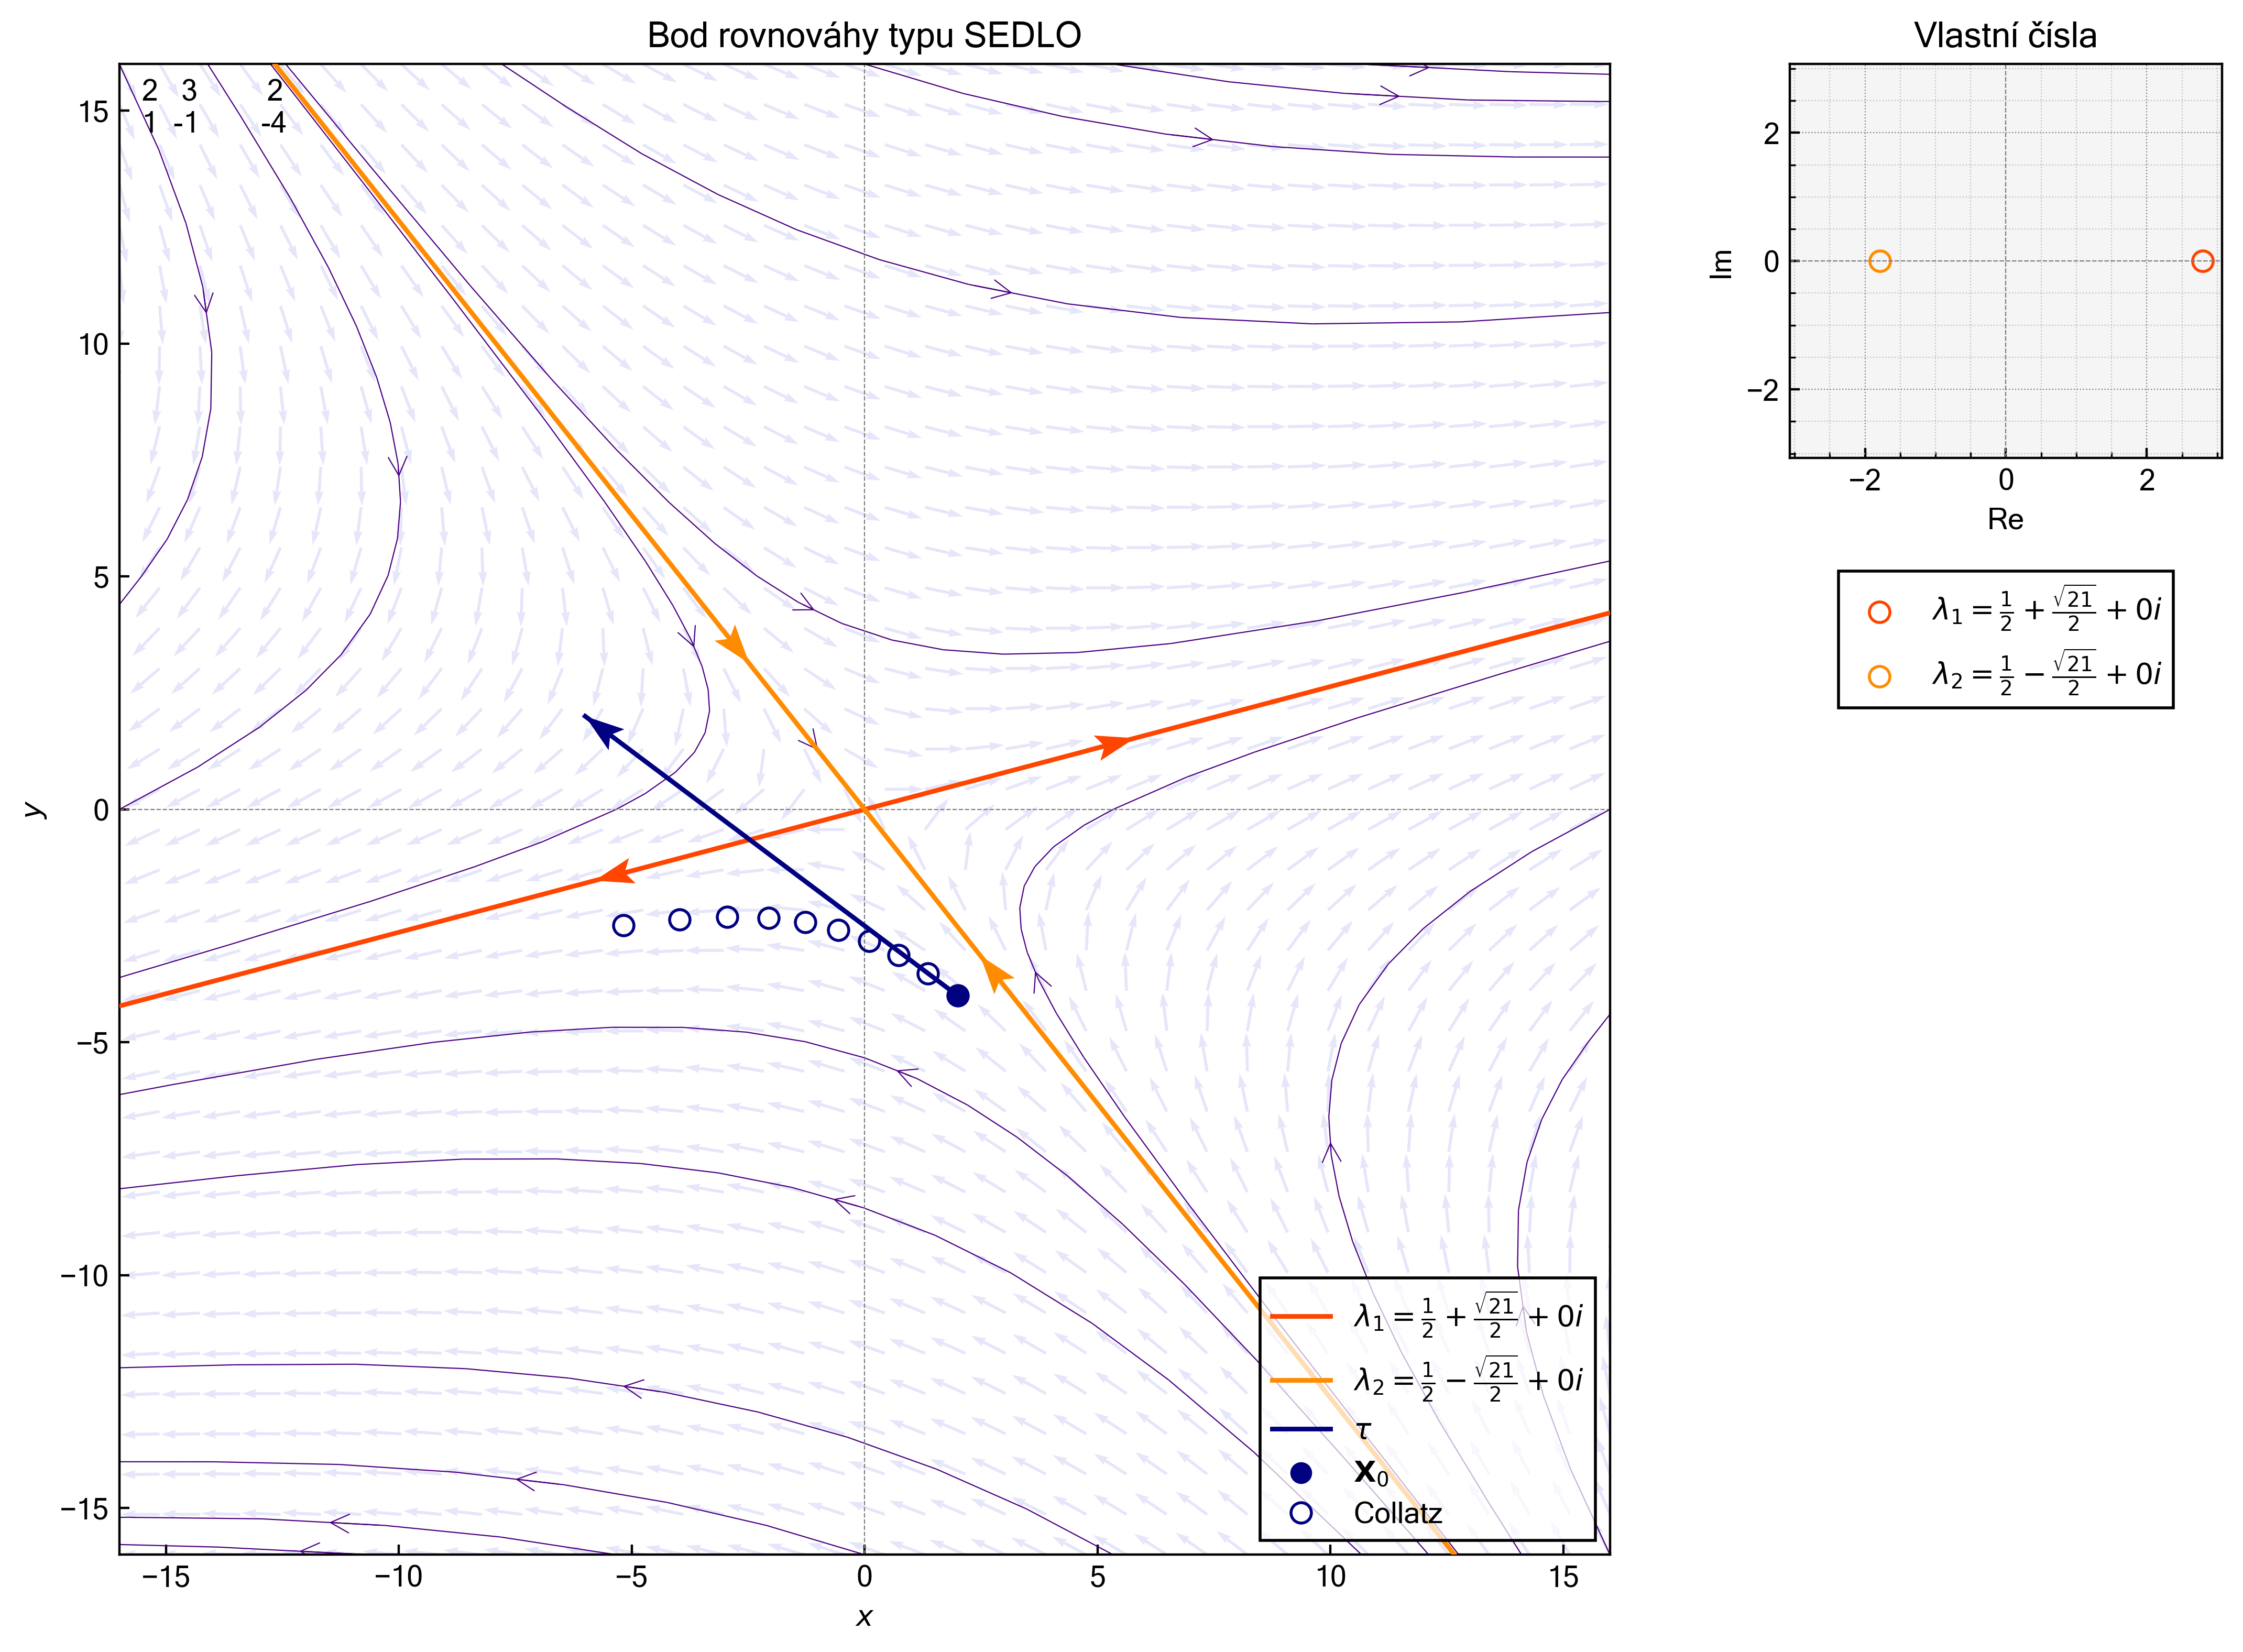 Bod rovnováhy typu SEDLO
2 3 2
1 -1 -4
15
10
5
0
−5
−10
−15
y
−15 −10 −5 0 5 10 15
x
λ₁ = 1/2 + √21/2 + 0i
λ₂ = 1/2 − √21/2 + 0i
τ
X₀
Collatz
Vlastní čísla
2
0
−2
Im
−2 0 2
Re
λ₁ = 1/2 + √21/2 + 0i
λ₂ = 1/2 − √21/2 + 0i